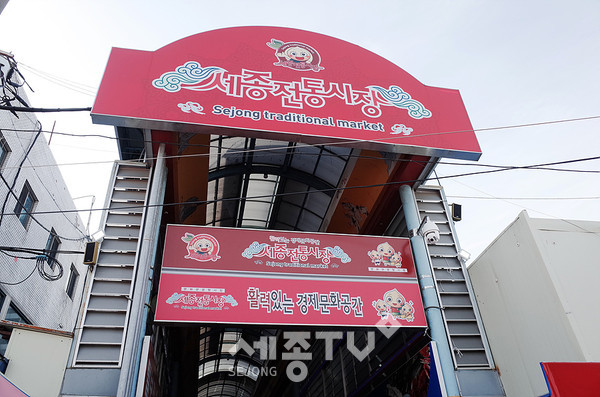 세종전통시장
Sejong traditional market
세종전통시장
Sejong traditional market
세종전통시장
활력있는 경제문화공간
세종TV
SEJONG